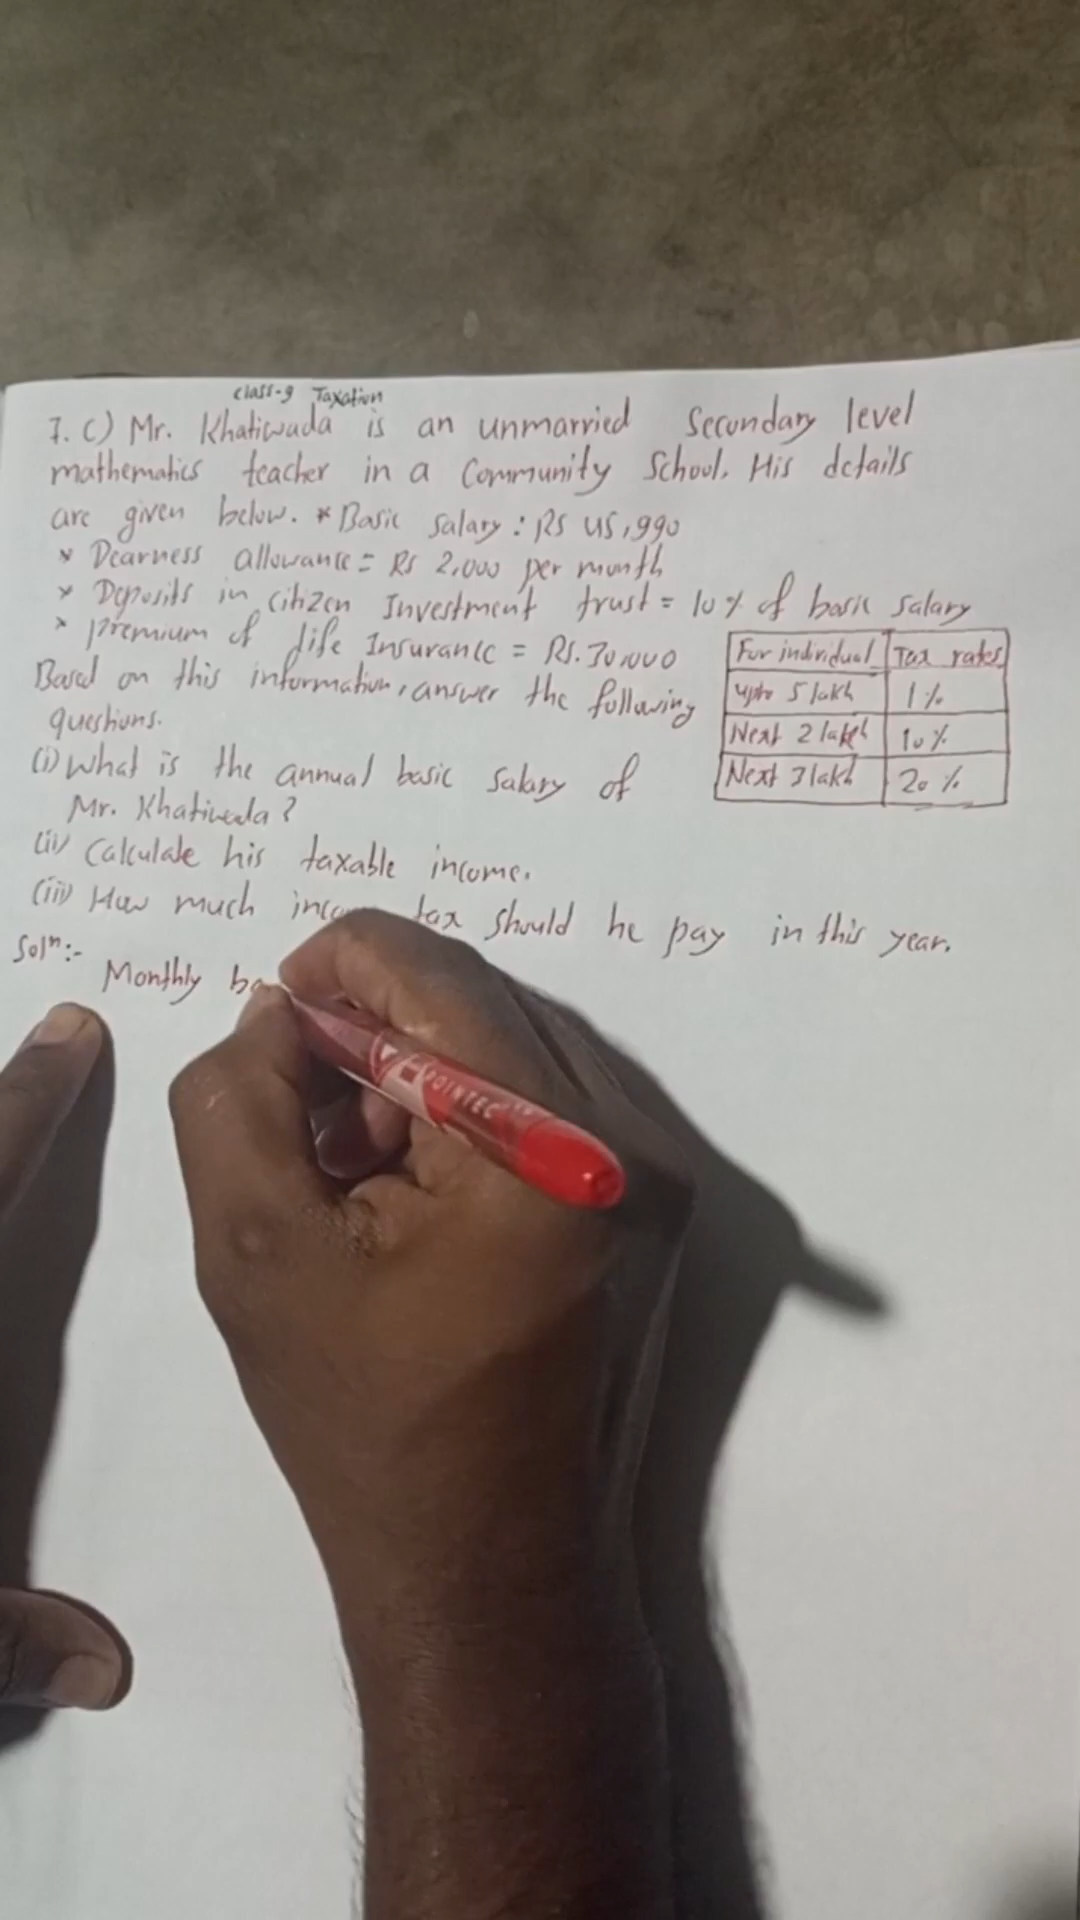 class-9 Taxation
7. c) Mr. Khatiwada is an unmarried Secondary level
mathematics teacher in a Community School. His details
are given below. * Basic salary : Rs 45,990
* Dearness allowance = Rs 2,000 per month
* Deposits in Citizen Investment trust = 10% of basic salary
* Premium of life Insurance = Rs. 30,000
Based on this information, answer the following
questions.
For individual Tax rates
upto 5 lakh 1%
Next 2 lakh 10%
Next 3 lakh 20%
(i) What is the annual basic salary of
Mr. Khatiwada?
(ii) Calculate his taxable income.
(iii) How much tax should he pay in this year.
Solⁿ:-
Monthly
POINTEC